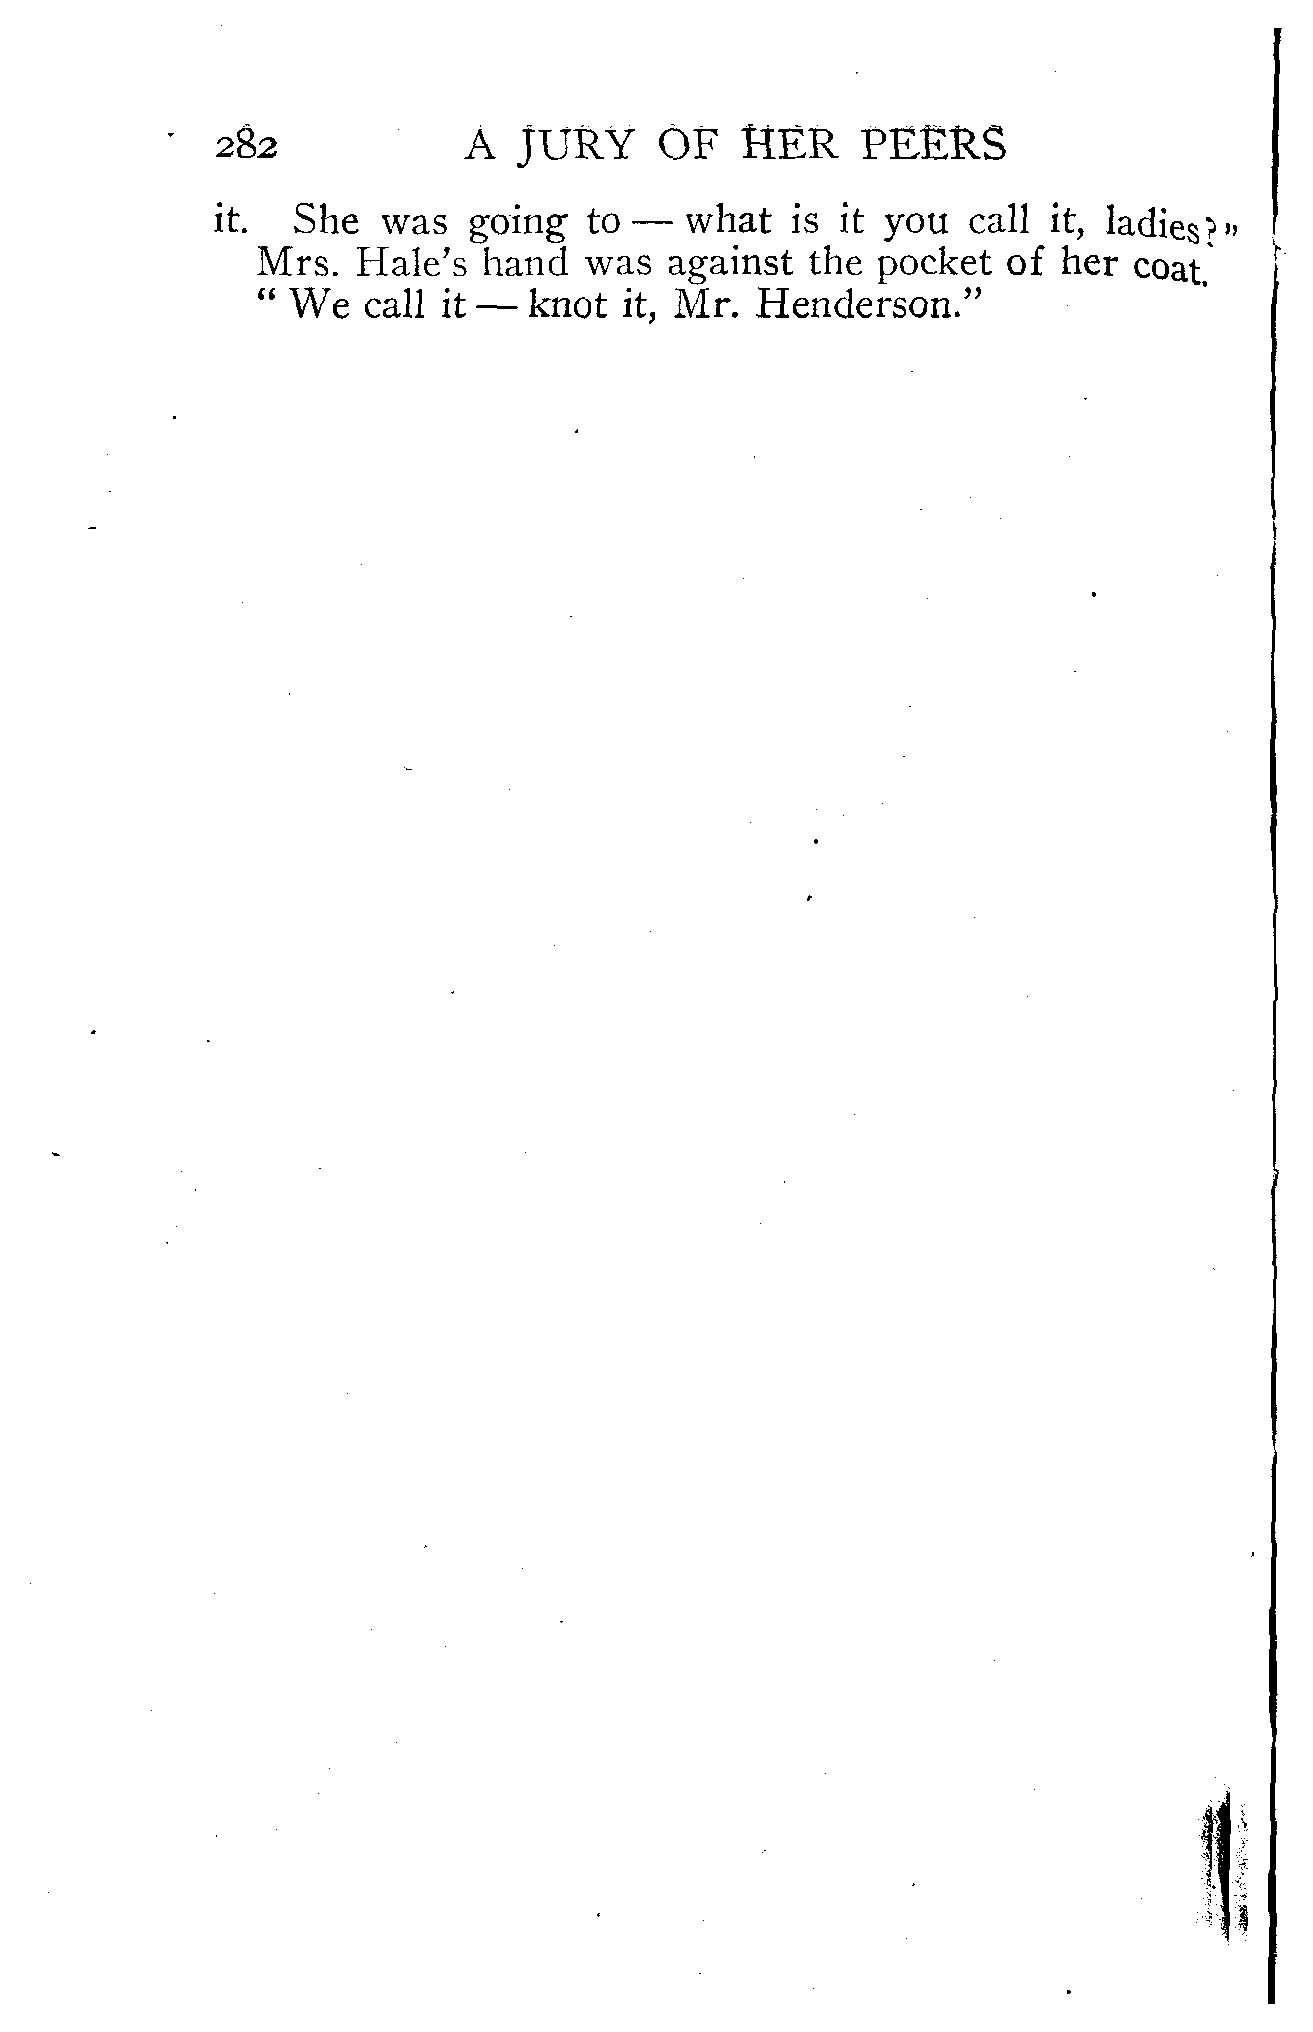 282 A JURY OF HER PEERS
it. She was going to — what is it you call it, ladies?"
Mrs. Hale's hand was against the pocket of her coat.
" We call it — knot it, Mr. Henderson."